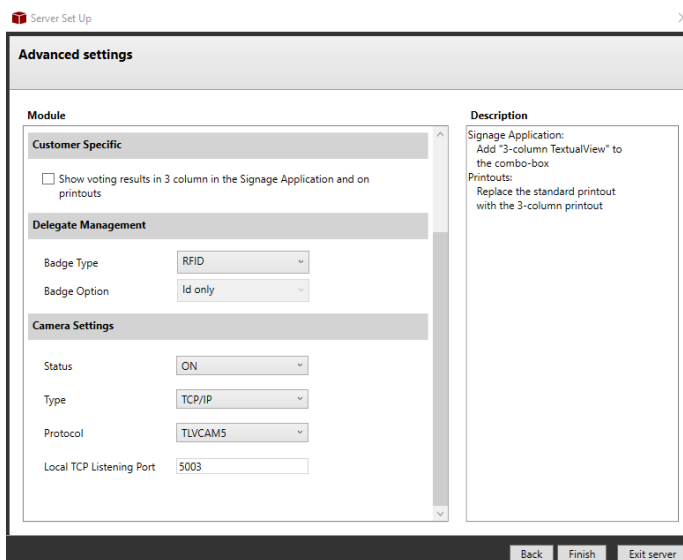 Server Set Up
Advanced settings
Module
Customer Specific
Show voting results in 3 column in the Signage Application and on
printouts
Delegate Management
Badge Type
RFID
Badge Option
Id only
Camera Settings
Status
ON
Type
TCP/IP
Protocol
TLVCAM5
Local TCP Listening Port
5003
Description
Signage Application:
Add "3-column TextualView" to
the combo-box
Printouts:
Replace the standard printout
with the 3-column printout
Back
Finish
Exit server